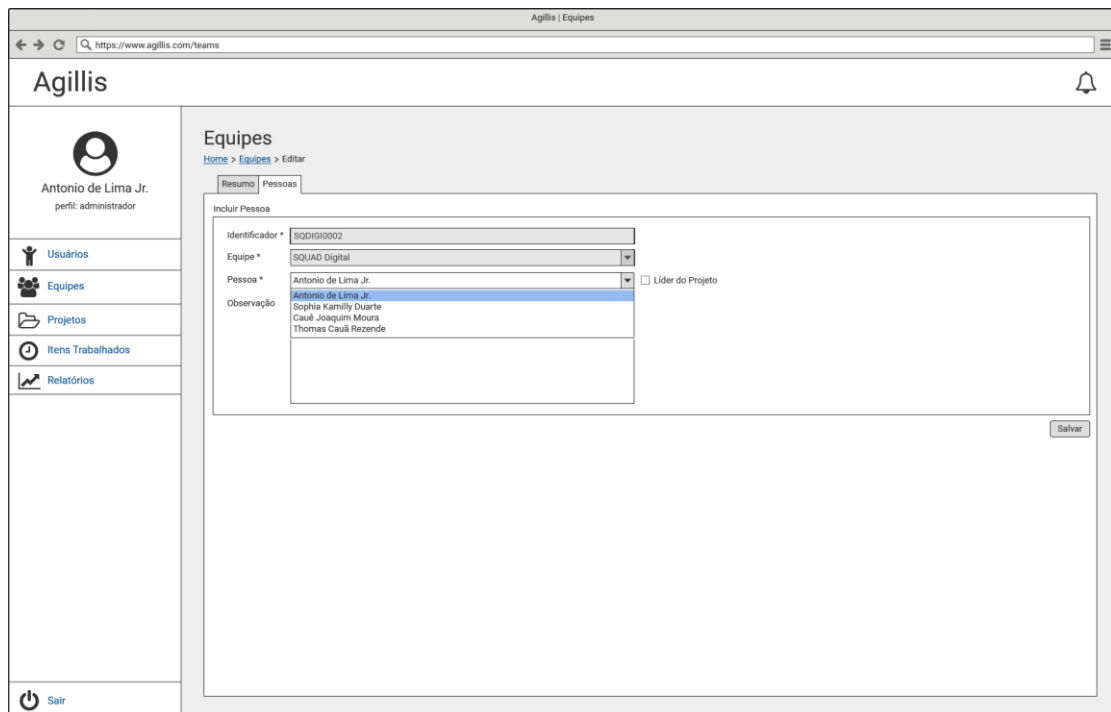 Agillis | Equipes
https://www.agillis.com/teams
Agillis
Antonio de Lima Jr.
perfil: administrador
Usuários
Equipes
Projetos
Itens Trabalhados
Relatórios
Sair
Equipes
Home > Equipes > Editar
Resumo Pessoas
Incluir Pessoa
Identificador * SQDIGI0002
Equipe * SQUAD Digital
Pessoa * Antonio de Lima Jr. Líder do Projeto
Antonio de Lima Jr.
Observação Sophia Kamilly Duarte
Cauê Joaquim Moura
Thomas Cauã Rezende
Salvar